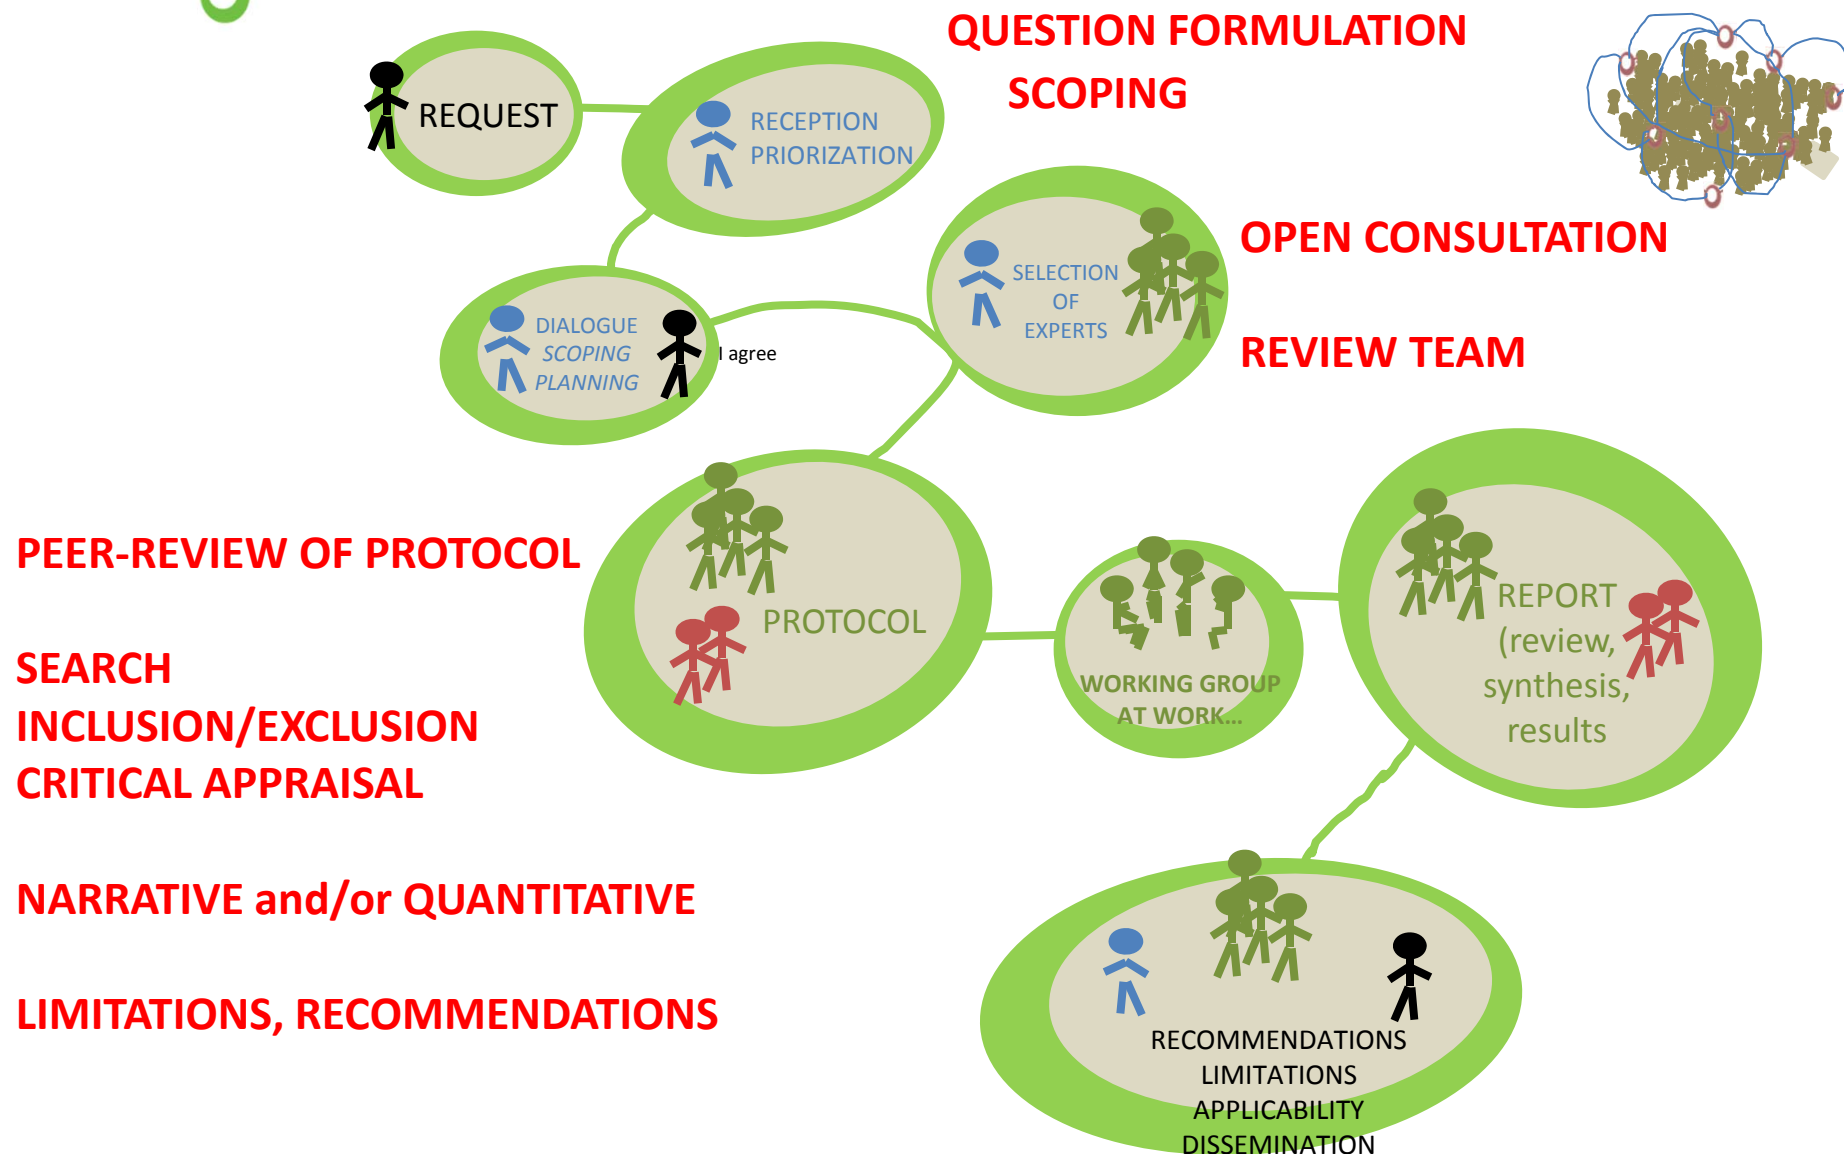 QUESTION FORMULATION
SCOPING
REQUEST
RECEPTION
PRIORIZATION
OPEN CONSULTATION
REVIEW TEAM
SELECTION
OF
EXPERTS
DIALOGUE
SCOPING
PLANNING
I agree
PEER-REVIEW OF PROTOCOL
SEARCH
INCLUSION/EXCLUSION
CRITICAL APPRAISAL
NARRATIVE and/or QUANTITATIVE
LIMITATIONS, RECOMMENDATIONS
PROTOCOL
WORKING GROUP
AT WORK...
REPORT
(review,
synthesis,
results
RECOMMENDATIONS
LIMITATIONS
APPLICABILITY
DISSEMINATION